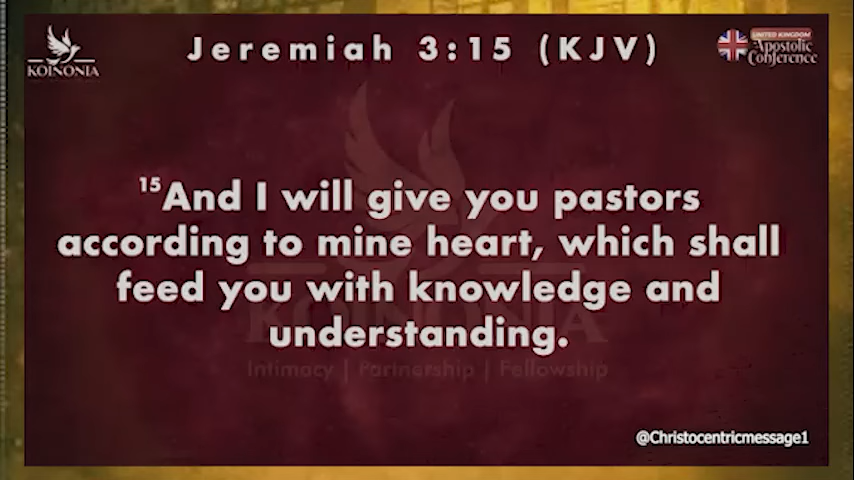 KOINONIA
Jeremiah 3:15 (KJV)
UNITED KINGDOM
Apostolic
Conference
15And I will give you pastors
according to mine heart, which shall
feed you with knowledge and
understanding.
KOINONIA
Intimacy | Partnership | Fellowship
@Christocentricmessage1